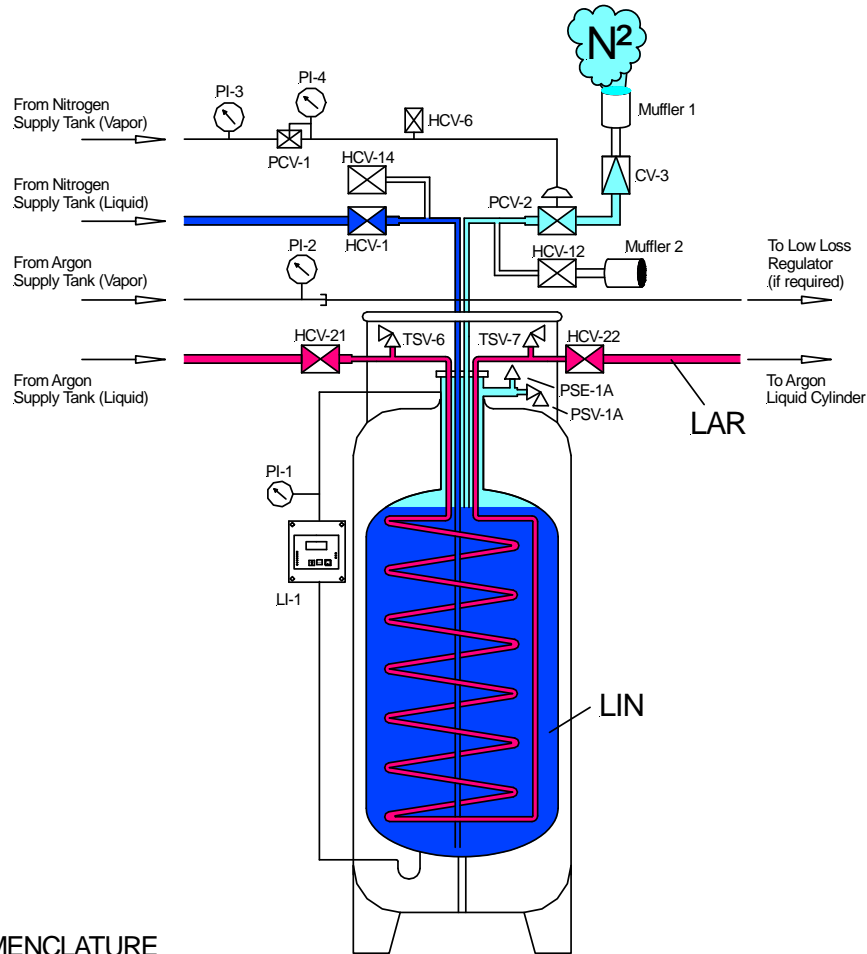 N²
PI-4
PI-3
Muffler 1
From Nitrogen
Supply Tank (Vapor)
HCV-6
PCV-1
HCV-14
CV-3
From Nitrogen
Supply Tank (Liquid)
PCV-2
HCV-1
PI-2
HCV-12
Muffler 2
From Argon
Supply Tank (Vapor)
To Low Loss
Regulator
(if required)
HCV-21
TSV-6
TSV-7
HCV-22
From Argon
Supply Tank (Liquid)
PSE-1A
PSV-1A
LAR
To Argon
Liquid Cylinder
PI-1
LI-1
LIN
MENCLATURE